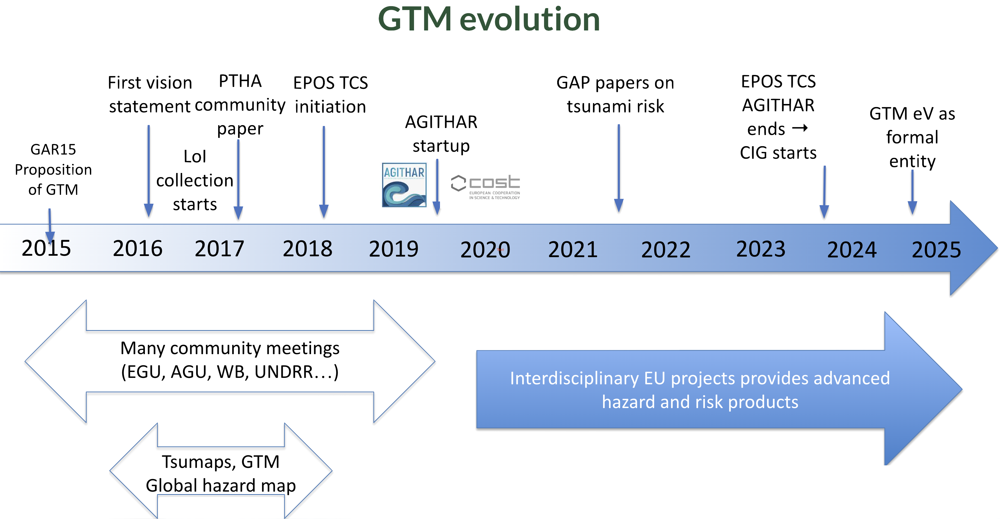 GTM evolution
GAR15
Proposition
of GTM
First vision
statement
LoI
collection
starts
PTHA
community
paper
EPOS TCS
initiation
AGITHAR
startup
AGITHAR
cost
EUROPEAN COOPERATION
IN SCIENCE & TECHNOLOGY
GAP papers on
tsunami risk
EPOS TCS
AGITHAR
ends →
CIG starts
GTM eV as
formal
entity
2015 2016 2017 2018 2019 2020 2021 2022 2023 2024 2025
Text
Many community meetings
(EGU, AGU, WB, UNDRR...)
Interdisciplinary EU projects provides advanced
hazard and risk products
Tsumaps, GTM
Global hazard map